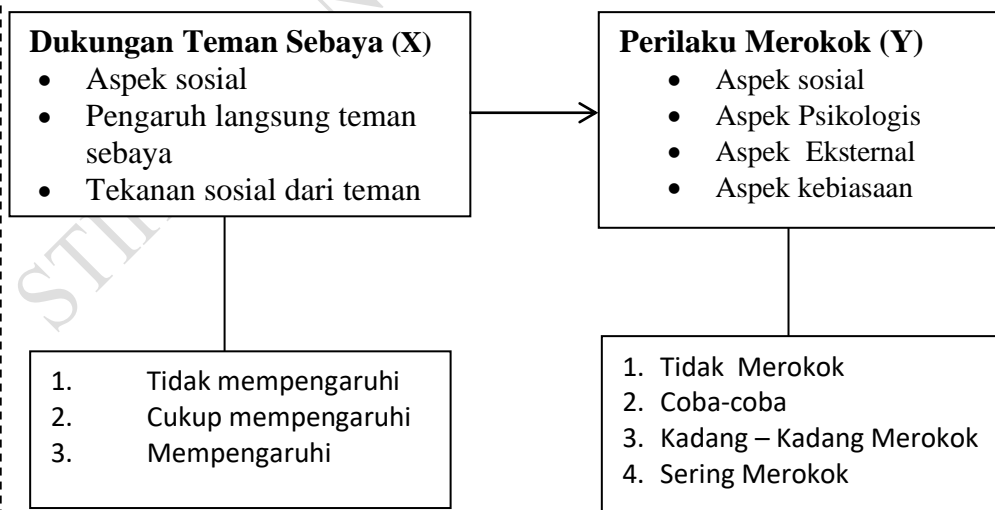 Dukungan Teman Sebaya (X)
• Aspek sosial
• Pengaruh langsung teman
sebaya
• Tekanan sosial dari teman
Perilaku Merokok (Y)
• Aspek sosial
• Aspek Psikologis
• Aspek Eksternal
• Aspek kebiasaan
1. Tidak mempengaruhi
2. Cukup mempengaruhi
3. Mempengaruhi
1. Tidak Merokok
2. Coba-coba
3. Kadang – Kadang Merokok
4. Sering Merokok